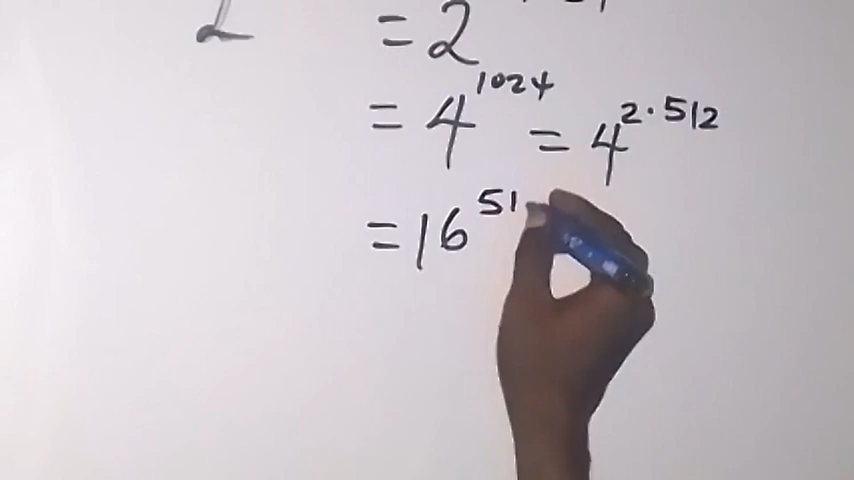 = 2
= 4^1024 = 4^2·512
= 16^51